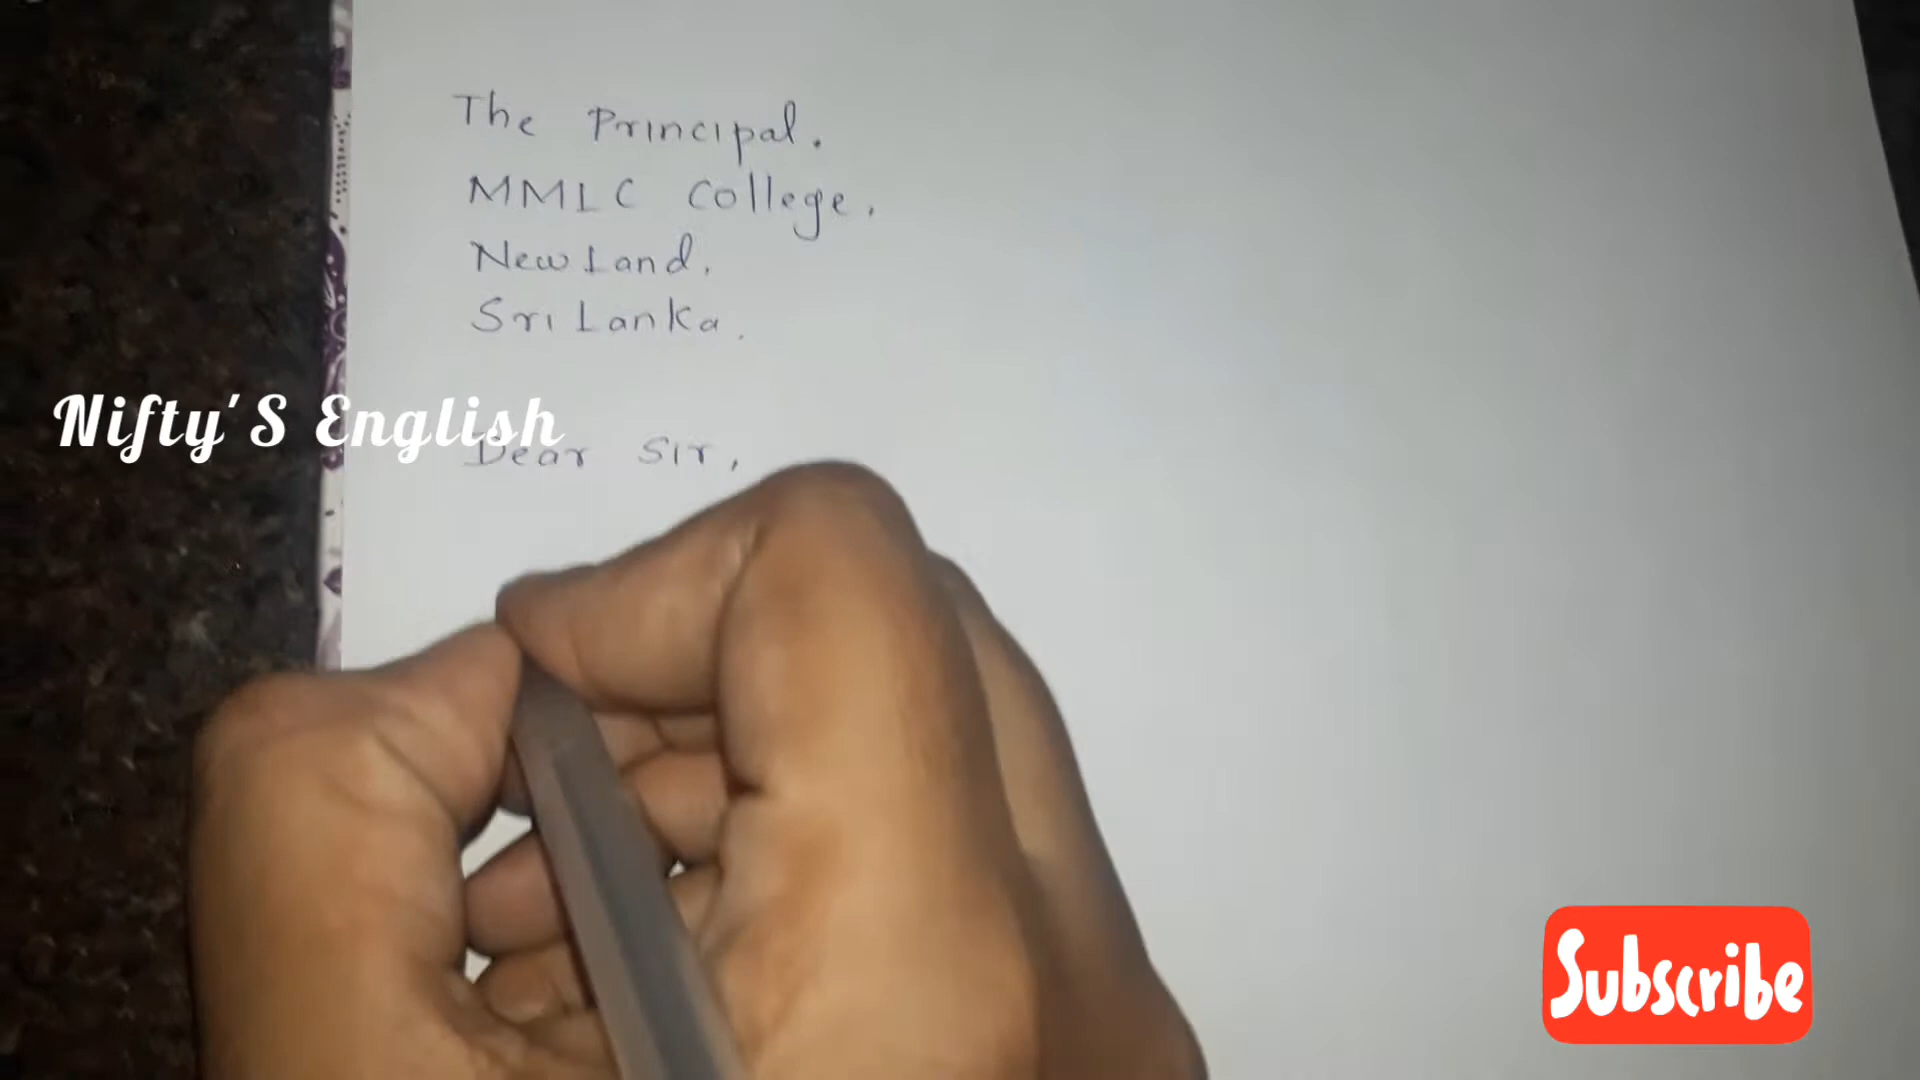 The Principal.
MMLC College.
New Land.
Sri Lanka.
Nifty'S English
Dear Sir,
Subscribe